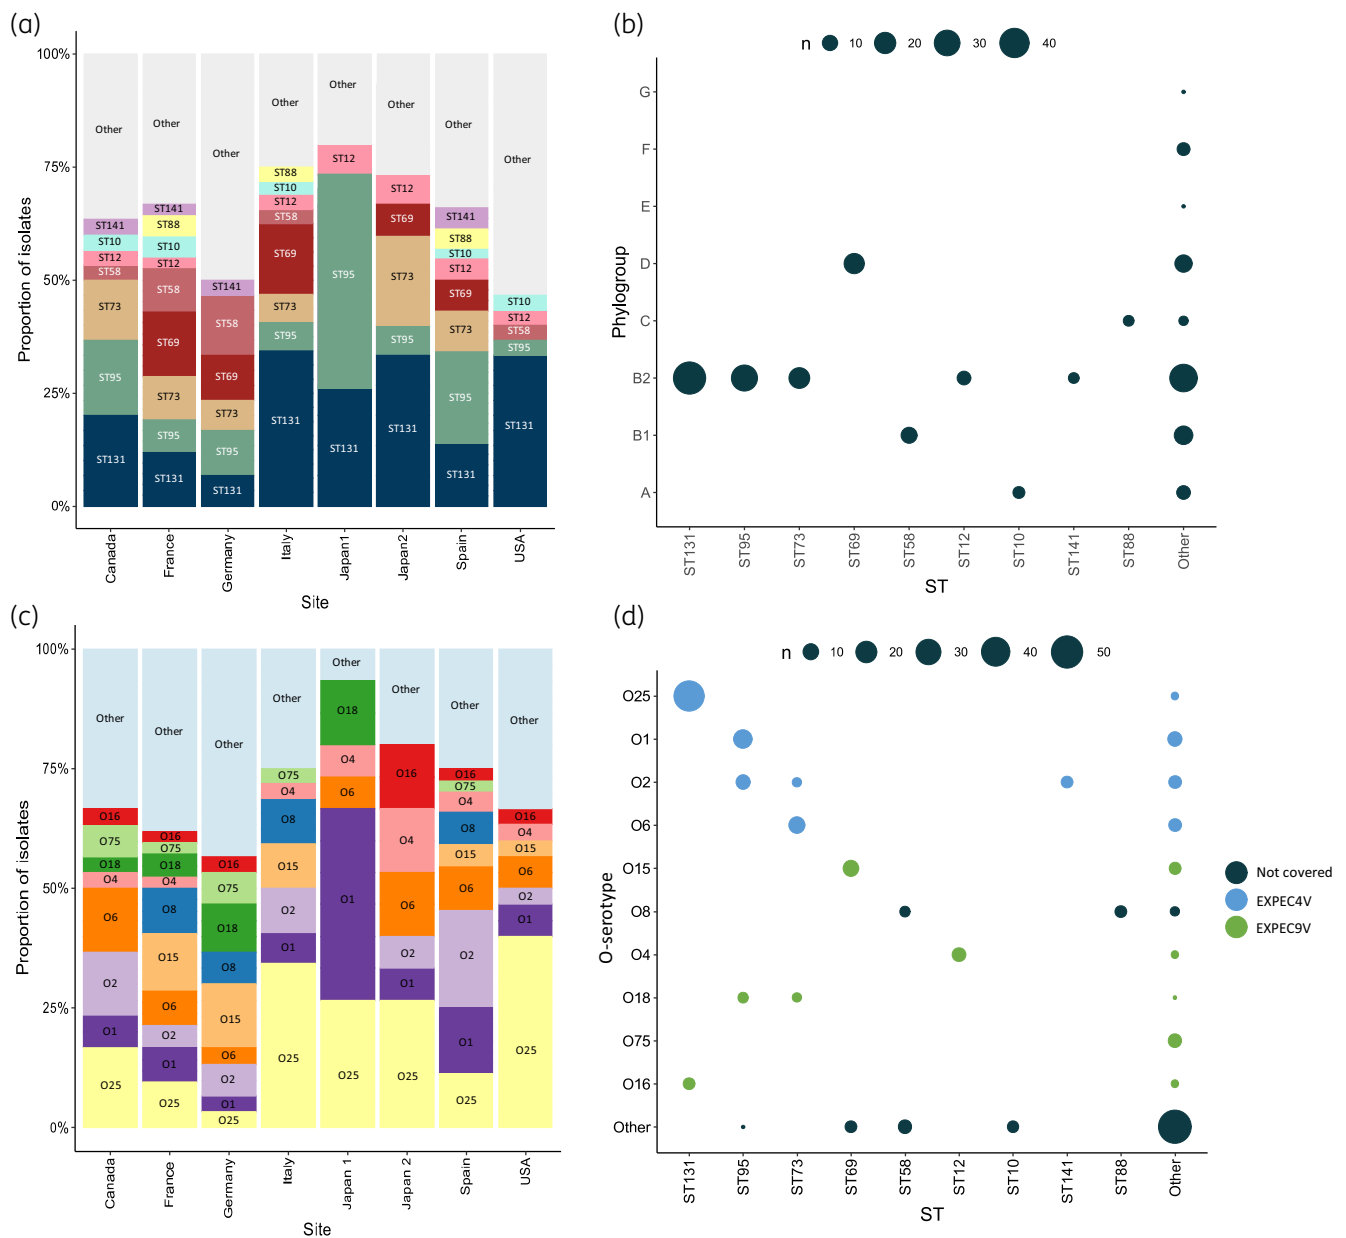 (a)
100%
75%
50%
25%
0%
Proportion of isolates
Other
ST141
ST10
ST12
ST58
ST73
ST95
ST131
Other
ST141
ST88
ST10
ST12
ST58
ST69
ST73
ST95
ST131
Other
ST141
ST58
ST69
ST73
ST95
ST131
Other
ST88
ST10
ST12
ST58
ST69
ST73
ST95
ST131
Other
ST12
ST95
ST131
Other
ST12
ST69
ST73
ST95
ST131
Other
ST141
ST88
ST10
ST12
ST69
ST73
ST95
ST131
Other
ST10
ST12
ST58
ST95
ST131
Canada
France
Germany
Italy
Japan1
Japan2
Spain
USA
Site
(b)
n 10 20 30 40
Phylogroup
G
F
E
D
C
B2
B1
A
ST131
ST95
ST73
ST69
ST58
ST12
ST10
ST141
ST88
Other
ST
(c)
100%
75%
50%
25%
0%
Proportion of isolates
Other
O16
O75
O18
O4
O6
O2
O1
O25
Other
O16
O75
O18
O4
O8
O15
O6
O2
O1
O25
Other
O16
O75
O18
O8
O15
O6
O2
O1
O25
Other
O75
O4
O8
O15
O2
O1
O25
Other
O18
O4
O6
O1
O25
Other
O16
O4
O6
O2
O1
O25
Other
O16
O75
O4
O8
O15
O6
O2
O1
O25
Other
O16
O4
O15
O6
O2
O1
O25
Canada
France
Germany
Italy
Japan 1
Japan 2
Spain
USA
Site
(d)
n 10 20 30 40 50
O-serotype
O25
O1
O2
O6
O15
O8
O4
O18
O75
O16
Other
ST131
ST95
ST73
ST69
ST58
ST12
ST10
ST141
ST88
Other
ST
Not covered
EXPEC4V
EXPEC9V